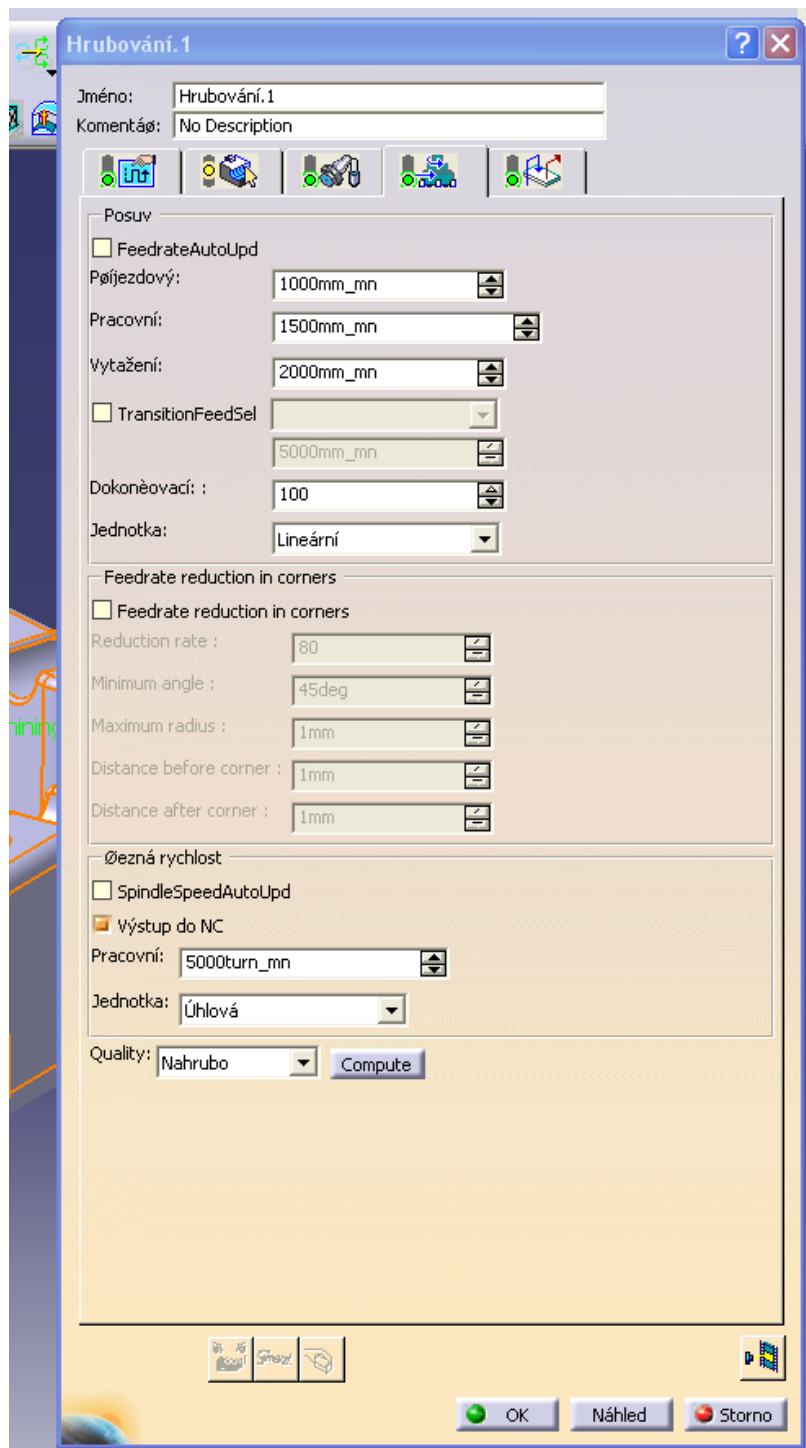 Hrubování.1
Jméno: Hrubování.1
Komentáø: No Description
Posuv
FeedrateAutoUpd
Pøíjezdový: 1000mm_mn
Pracovní: 1500mm_mn
Vytažení: 2000mm_mn
TransitionFeedSel
5000mm_mn
Dokonèovací: : 100
Jednotka: Lineární
Feedrate reduction in corners
Feedrate reduction in corners
Reduction rate : 80
Minimum angle : 45deg
Maximum radius : 1mm
Distance before corner : 1mm
Distance after corner : 1mm
Øezná rychlost
SpindleSpeedAutoUpd
Výstup do NC
Pracovní: 5000turn_mn
Jednotka: Úhlová
Quality: Nahrubo Compute
OK Náhled Storno